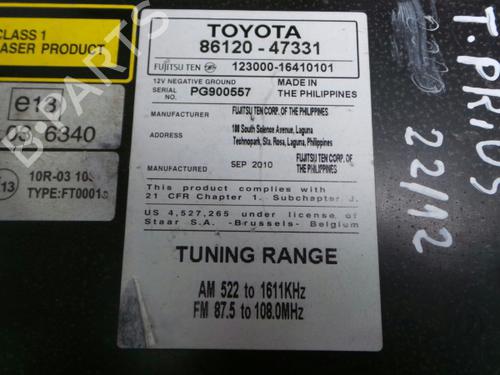 CLASS 1
LASER PRODUCT
e13
03 6340
13
10R-03 10
TYPE:FT0001
TOYOTA
86120 - 47331
FUJITSU TEN
123000-16410101
12V NEGATIVE GROUND
MADE IN
THE PHILIPPINES
SERIAL NO.
PG900557
MANUFACTURER
FUJITSU TEN CORP. OF THE PHILIPPINES
ADDRESS
100 South Science Avenue, Laguna
Technopark, Sta. Rosa, Laguna, Philippines
MANUFACTURED
SEP 2010
FUJITSU TEN CORP.
OF THE PHILIPPINES
This product complies with
21 CFR Chapter 1. Subchapter J.
US 4,527,265 under license of
Staar S.A. -Brussels- Belgium
TUNING RANGE
AM 522 to 1611KHz
FM 87.5 to 108.0MHz
T. PRIUS
22/12
B-PARTS